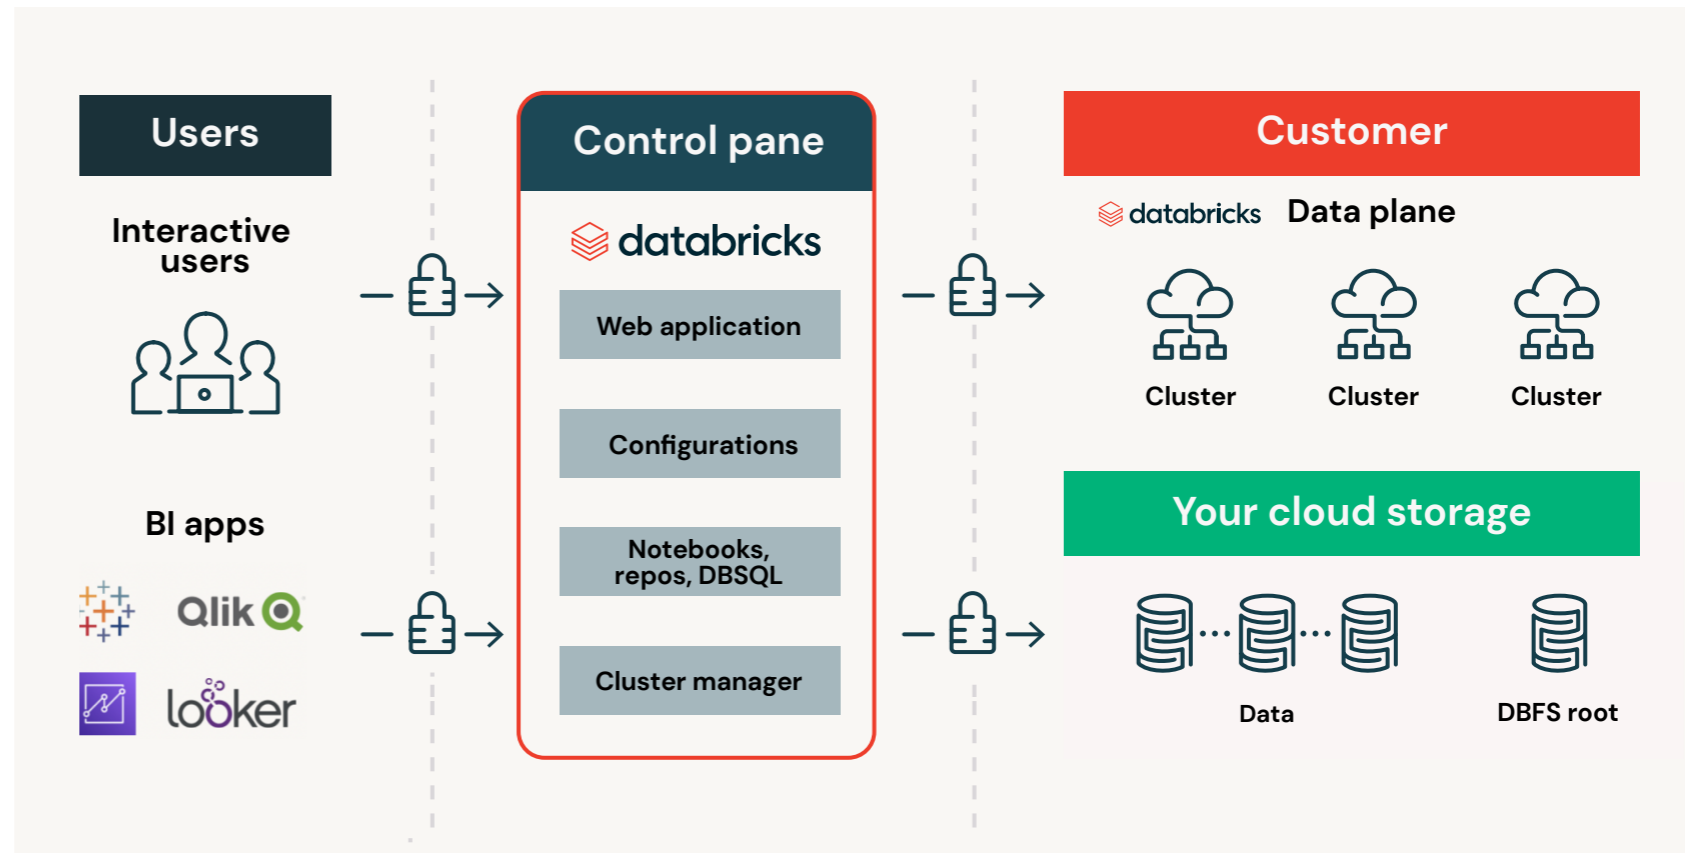 Users
Interactive
users
BI apps
Qlik
looker
Control pane
databricks
Web application
Configurations
Notebooks,
repos, DBSQL
Cluster manager
Customer
databricks Data plane
Cluster Cluster Cluster
Your cloud storage
Data DBFS root